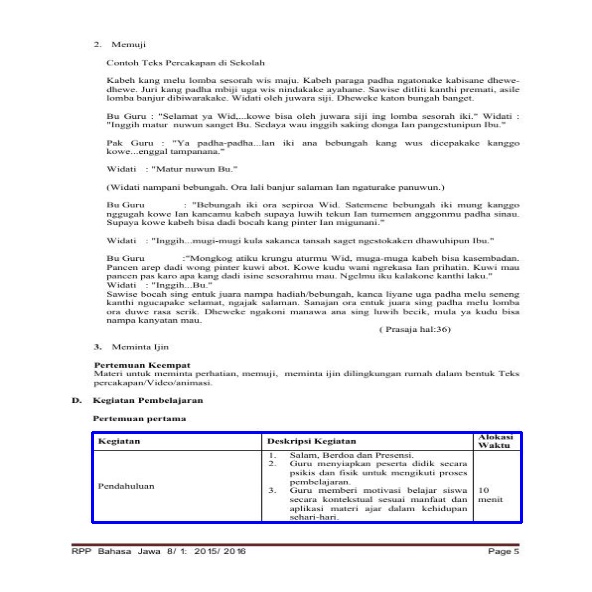 2. Memuji
Contoh Teks Percakapan di Sekolah
Kabeh kang melu lomba sesorah wis maju. Kabeh paraga padha ngatonake kabisane dhewe-
dhewe. Juri kang padha mbiji uga wis nindakake ayahane. Sawise ditliti kanthi premati, asile
lomba banjur dibiwarakake. Widati oleh juwara siji. Dheweke katon bungah banget.
Bu Guru : "Selamat ya Wid,...kowe bisa oleh juwara siji ing lomba sesorah iki." Widati :
"Inggih matur nuwun sanget Bu. Sedaya wau inggih saking donga Ian pangestunipun Ibu."
Pak Guru : "Ya padha-padha...lan iki ana bebungah kang wus dicepakake kanggo
kowe...enggal tampanana."
Widati : "Matur nuwun Bu."
(Widati nampani bebungah. Ora lali banjur salaman Ian ngaturake panuwun.)
Bu Guru : "Bebungah iki ora sepiroa Wid. Satemene bebungah iki mung kanggo
nggugah kowe Ian kancamu kabeh supaya luwih tekun Ian tumemen anggonmu padha sinau.
Supaya kowe kabeh bisa dadi bocah kang pinter Ian migunani."
Widati : "Inggih...mugi-mugi kula sakanca tansah saget ngestokaken dhawuhipun Ibu."
Bu Guru :"Mongkog atiku krungu aturmu Wid, muga-muga kabeh bisa kasembadan.
Pancen arep dadi wong pinter kuwi abot. Kowe kudu wani ngrekasa Ian prihatin. Kuwi mau
pancen pas karo apa kang dadi isine sesorahmu mau. Ngelmu iku kalakone kanthi laku."
Widati : "Inggih...Bu."
Sawise bocah sing entuk juara nampa hadiah/bebungah, kanca liyane uga padha melu seneng
kanthi ngucapake selamat, ngajak salaman. Sanajan ora entuk juara sing padha melu lomba
ora duwe rasa serik. Dheweke ngakoni manawa ana sing luwih becik, mula ya kudu bisa
nampa kanyatan mau.
( Prasaja hal:36)
3. Meminta Ijin
Pertemuan Keempat
Materi untuk meminta perhatian, memuji, meminta ijin dilingkungan rumah dalam bentuk Teks
percakapan/Video/animasi.
D. Kegiatan Pembelajaran
Pertemuan pertama
Kegiatan Deskripsi Kegiatan Alokasi
Waktu
Pendahuluan
1. Salam, Berdoa dan Presensi.
2. Guru menyiapkan peserta didik secara
psikis dan fisik untuk mengikuti proses
pembelajaran.
3. Guru memberi motivasi belajar siswa
secara kontekstual sesuai manfaat dan
aplikasi materi ajar dalam kehidupan
sehari-hari.
10
menit
RPP Bahasa Jawa 8/ 1: 2015/ 2016 Page 5